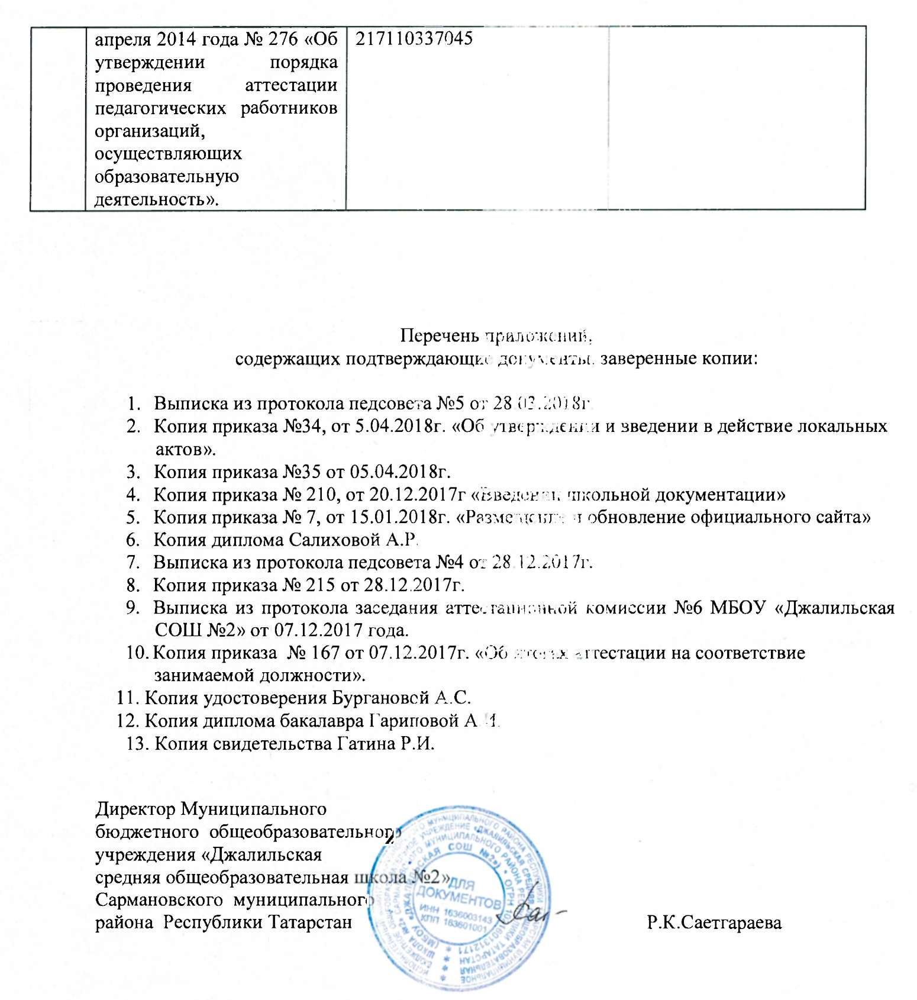 апреля 2014 года № 276 «Об
217110337045
утверждении порядка
проведения аттестации
педагогических работников
организаций,
осуществляющих
образовательную
деятельность».
Перечень приложений,
содержащих подтверждающие документы, заверенные копии:
1. Выписка из протокола педсовета №5 от 28.03.2018г.
2. Копия приказа №34, от 5.04.2018г. «Об утверждении и введении в действие локальных
актов».
3. Копия приказа №35 от 05.04.2018г.
4. Копия приказа № 210, от 20.12.2017г «Введении школьной документации»
5. Копия приказа № 7, от 15.01.2018г. «Размещение и обновление официального сайта»
6. Копия диплома Салиховой А.Р.
7. Выписка из протокола педсовета №4 от 28.12.2017г.
8. Копия приказа № 215 от 28.12.2017г.
9. Выписка из протокола заседания аттестационной комиссии №6 МБОУ «Джалильская
СОШ №2» от 07.12.2017 года.
10. Копия приказа № 167 от 07.12.2017г. «Об итогах аттестации на соответствие
занимаемой должности».
11. Копия удостоверения Бургановой А.С.
12. Копия диплома бакалавра Гариповой А.
13. Копия свидетельства Гатина Р.И.
Директор Муниципального
бюджетного общеобразовательного
учреждения «Джалильская
средняя общеобразовательная школа №2»
Сармановского муниципального
района Республики Татарстан
Р.К.Саетгараева
ДЛЯ
ДОКУМЕНТОВ
ИНН 1636003143
КПП 163601001